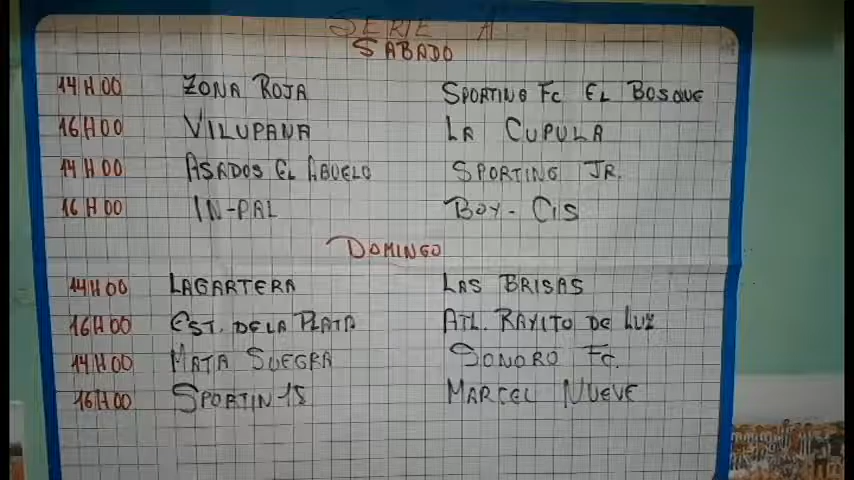 SERIE A
SABADO
14H00 ZONA ROJA SPORTING FC EL BOSQUE
16H00 VILUPANA LA CUPULA
14H00 ASADOS EL ABUELO SPORTING JR.
16H00 IN-PAL BOY-CIS
DOMINGO
14H00 LAGARTERA LAS BRISAS
16H00 EST. DE LA PLATA ATL. RAYITO DE LUZ
14H00 MATA SUEGRA SONORO FC.
16H00 SPORTIN 18 MARCEL NUEVE